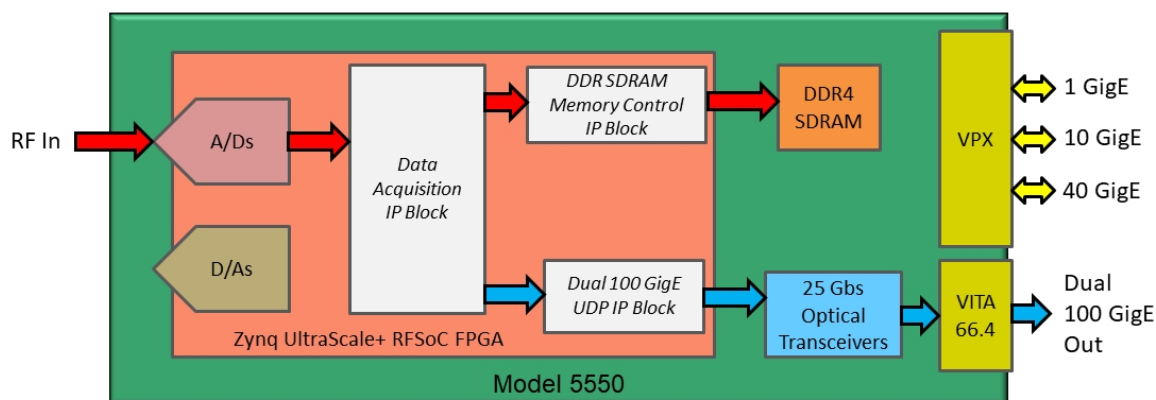 RF In
A/Ds
D/As
Data
Acquisition
IP Block
DDR SDRAM
Memory Control
IP Block
DDR4
SDRAM
Dual 100 GigE
UDP IP Block
25 Gbs
Optical
Transceivers
Zynq UltraScale+ RFSoC FPGA
VPX
1 GigE
10 GigE
40 GigE
VITA
66.4
Dual
100 GigE
Out
Model 5550